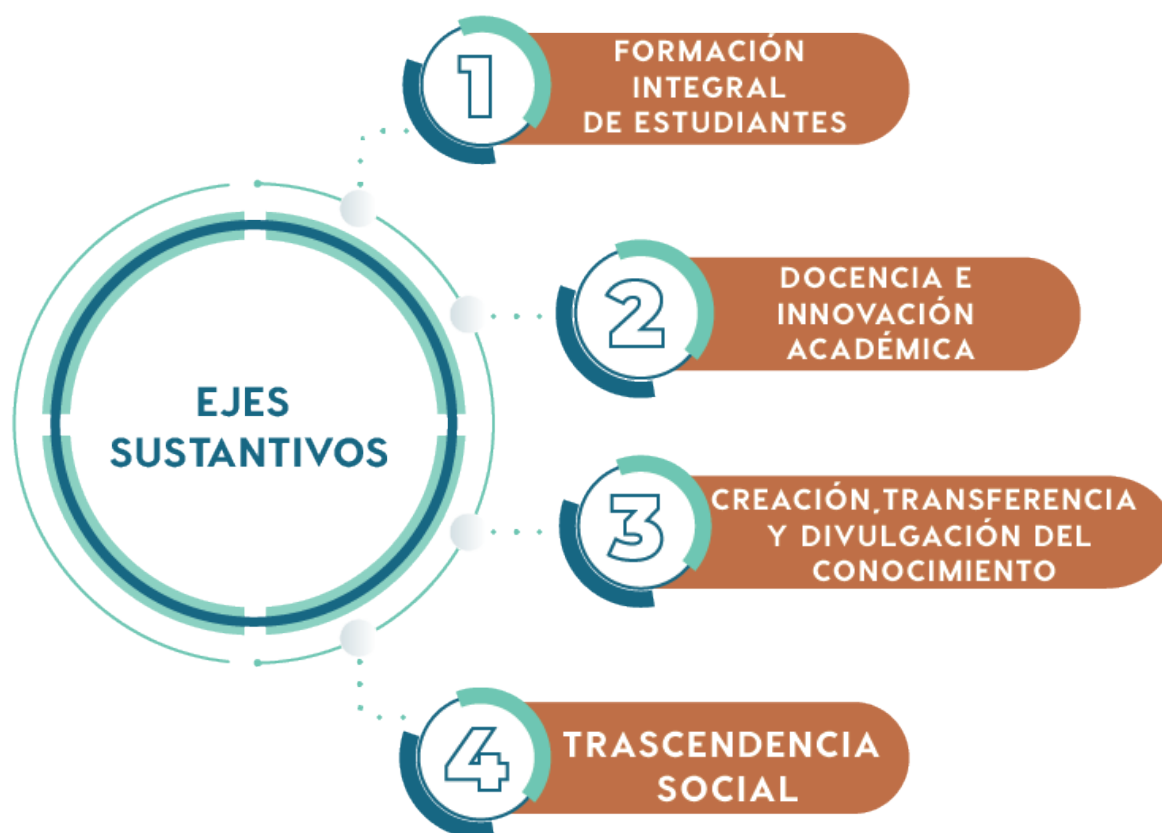 EJES
SUSTANTIVOS
1
FORMACIÓN
INTEGRAL
DE ESTUDIANTES
2
DOCENCIA E
INNOVACIÓN
ACADÉMICA
3
CREACIÓN,TRANSFERENCIA
Y DIVULGACIÓN DEL
CONOCIMIENTO
4
TRASCENDENCIA
SOCIAL